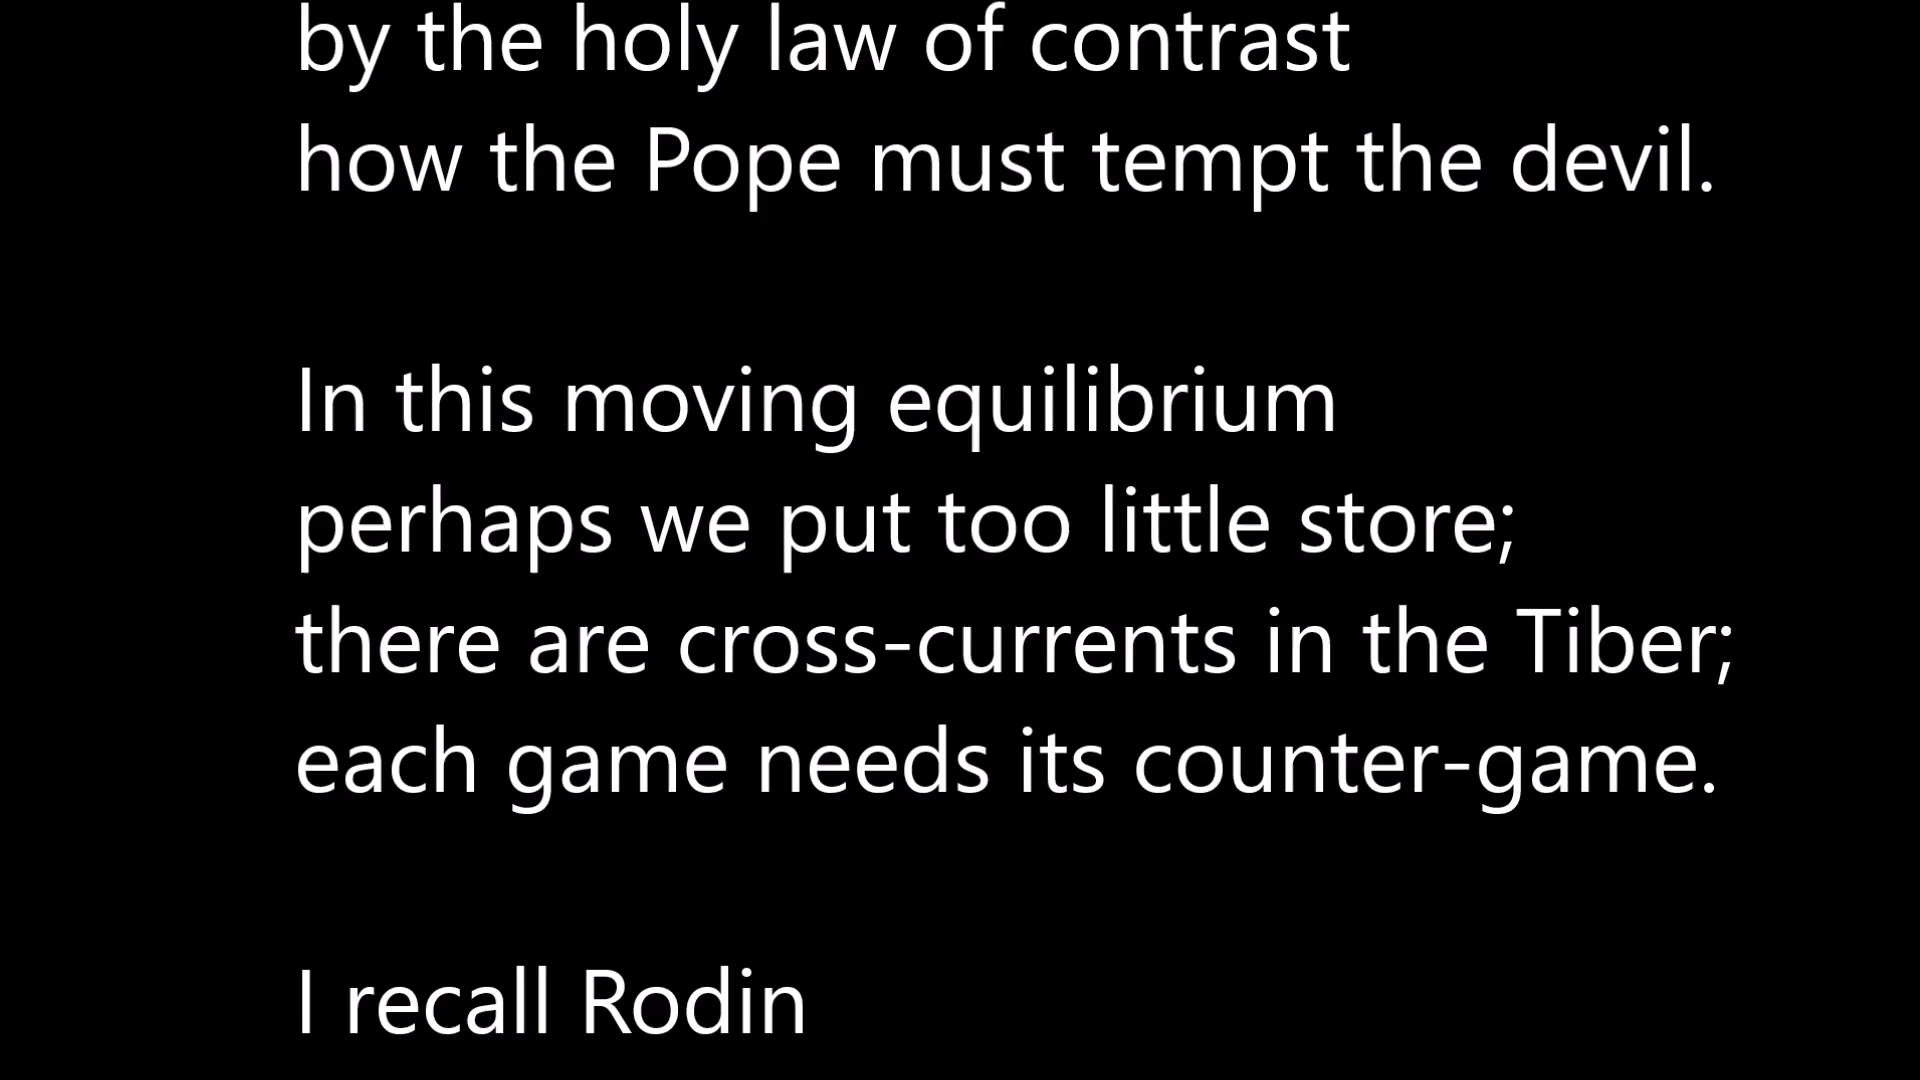 by the holy law of contrast
how the Pope must tempt the devil.
In this moving equilibrium
perhaps we put too little store;
there are cross-currents in the Tiber;
each game needs its counter-game.
I recall Rodin